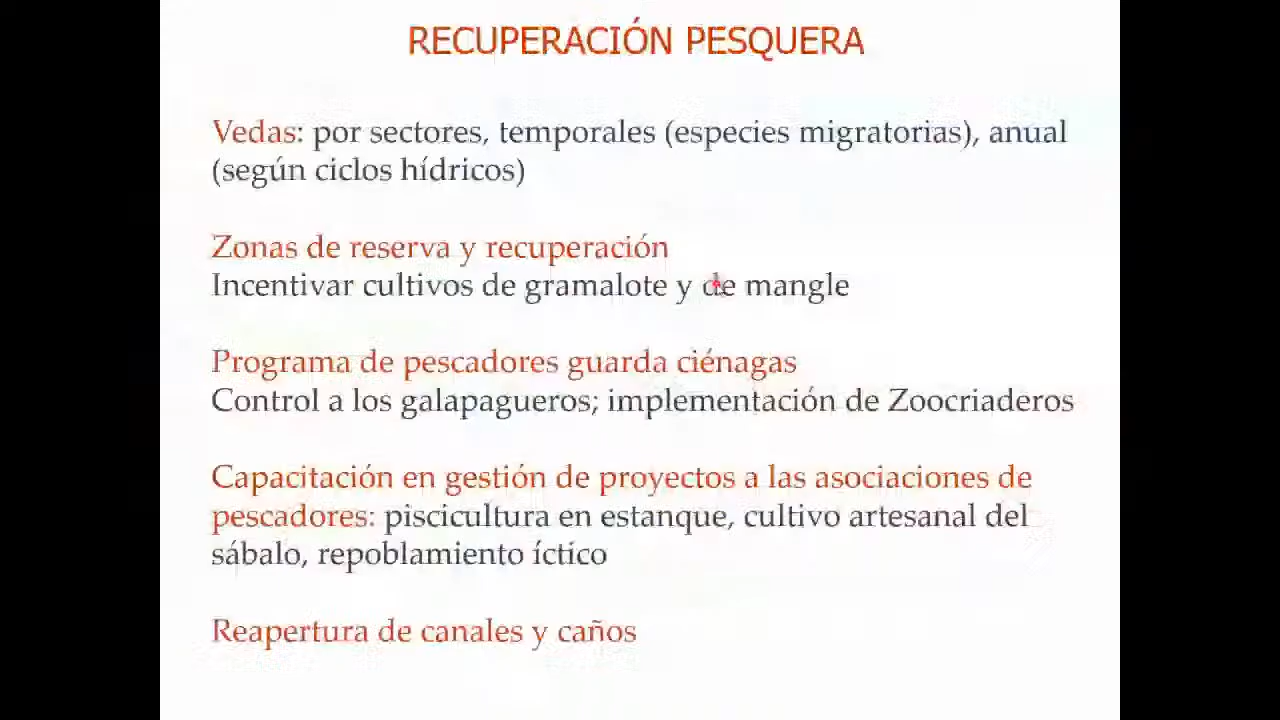 RECUPERACIÓN PESQUERA
Vedas: por sectores, temporales (especies migratorias), anual
(según ciclos hídricos)
Zonas de reserva y recuperación
Incentivar cultivos de gramalote y de mangle
Programa de pescadores guarda ciénagas
Control a los galapagueros; implementación de Zoocriaderos
Capacitación en gestión de proyectos a las asociaciones de
pescadores: piscicultura en estanque, cultivo artesanal del
sábalo, repoblamiento íctico
Reapertura de canales y caños